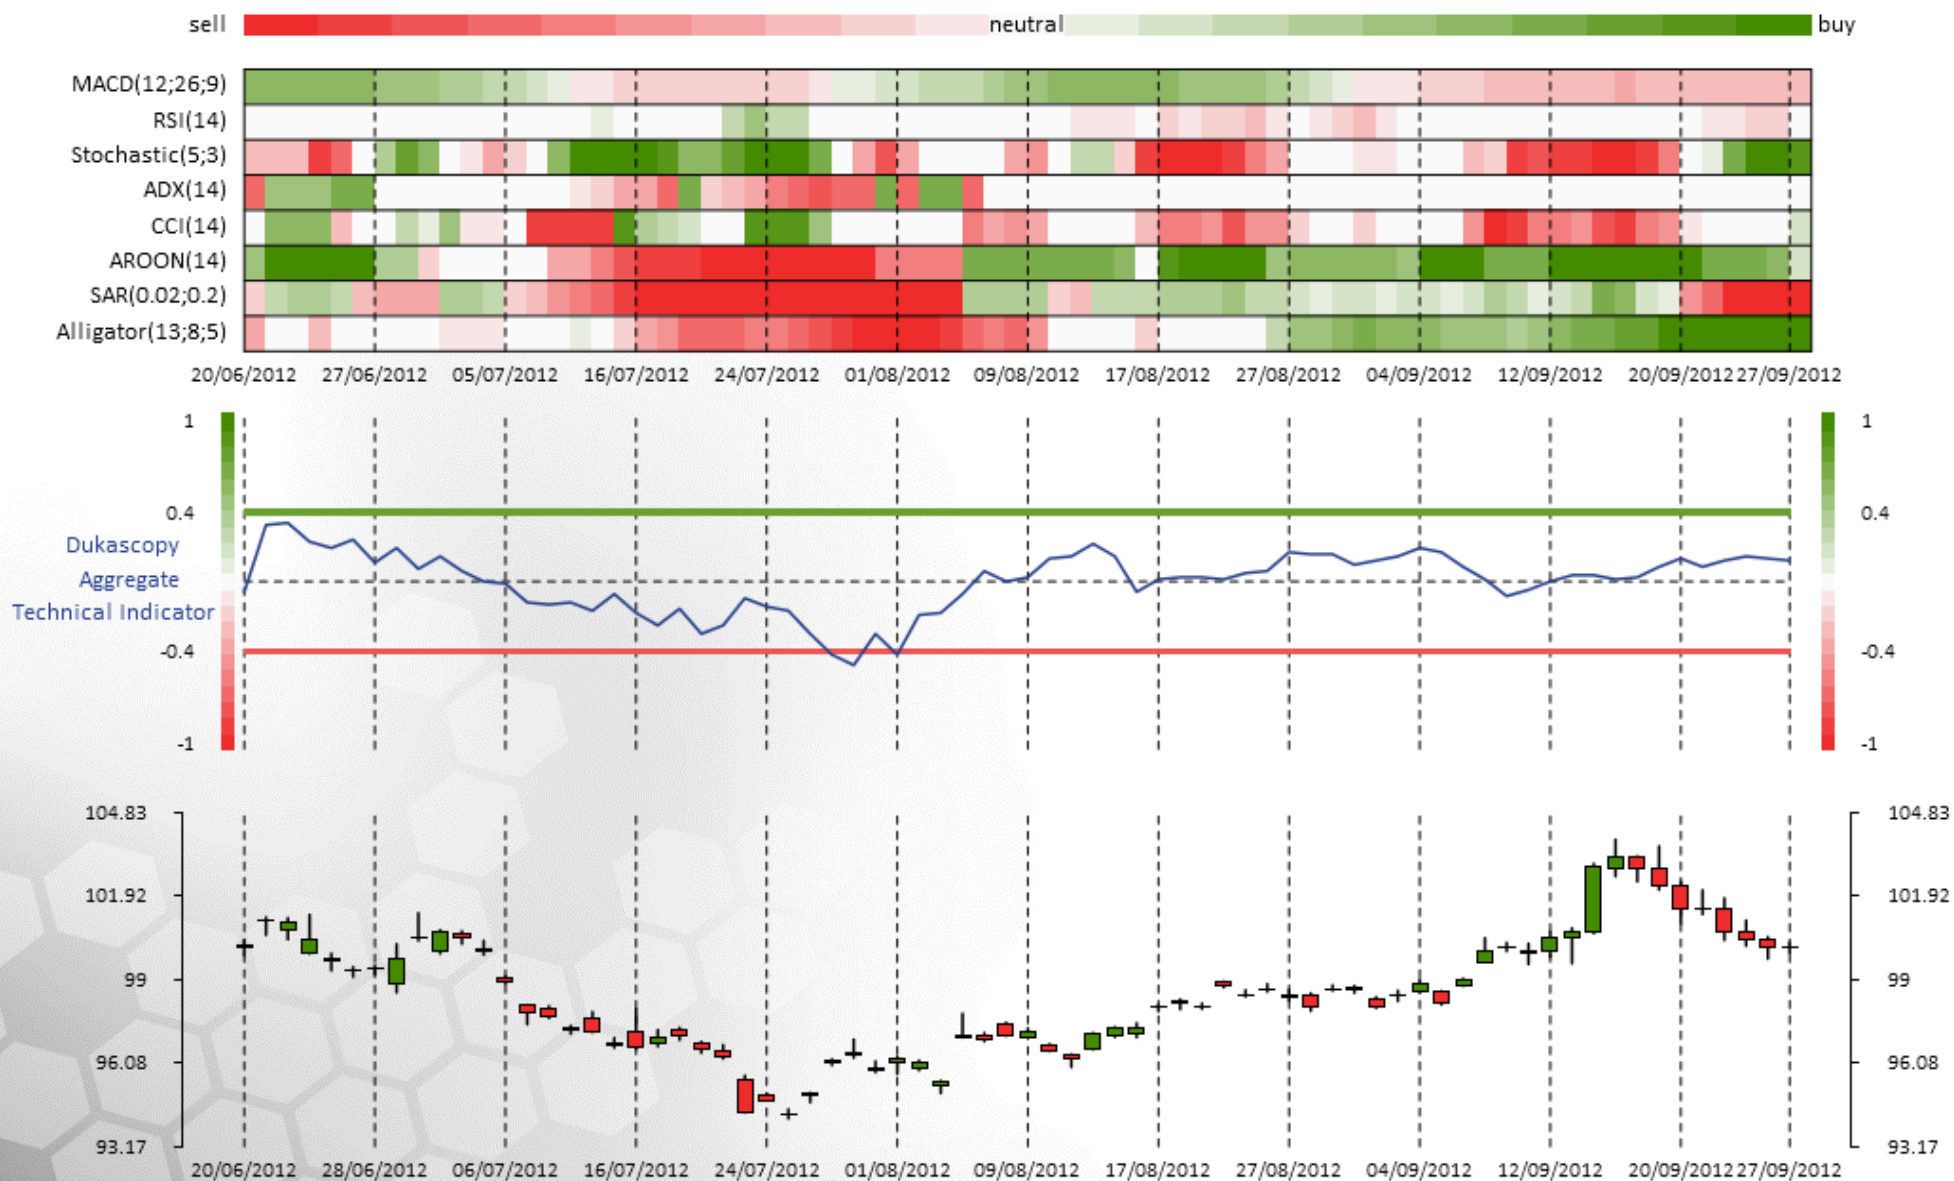 sell neutral buy
MACD(12;26;9)
RSI(14)
Stochastic(5;3)
ADX(14)
CCI(14)
AROON(14)
SAR(0.02;0.2)
Alligator(13;8;5)
20/06/2012 27/06/2012 05/07/2012 16/07/2012 24/07/2012 01/08/2012 09/08/2012 17/08/2012 27/08/2012 04/09/2012 12/09/2012 20/09/2012 27/09/2012
1 1
0.4 0.4
Dukascopy
Aggregate
Technical Indicator
-0.4 -0.4
-1 -1
104.83 104.83
101.92 101.92
99 99
96.08 96.08
93.17 93.17
20/06/2012 28/06/2012 06/07/2012 16/07/2012 24/07/2012 01/08/2012 09/08/2012 17/08/2012 27/08/2012 04/09/2012 12/09/2012 20/09/2012 27/09/2012